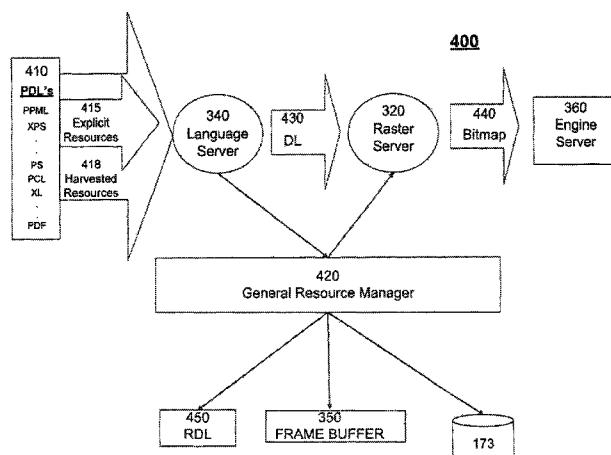 400
410
PDL's
PPML
XPS
.
.
PS
PCL
XL
.
.
PDF
415
Explicit
Resources
418
Harvested
Resources
340
Language
Server
430
DL
320
Raster
Server
440
Bitmap
360
Engine
Server
420
General Resource Manager
450
RDL
350
FRAME BUFFER
173